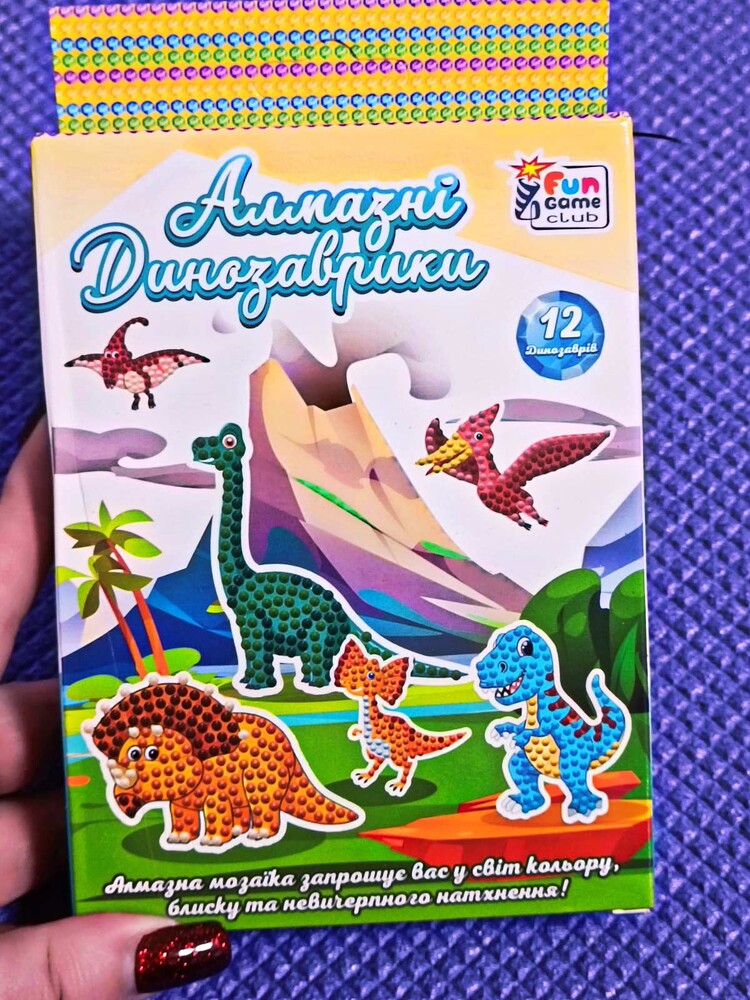 Алмазні
Динозаврики
Fun
Game
club
12
Динозаврів
Алмазна мозаїка запрошує вас у світ кольору,
блиску та невичерпного натхнення!